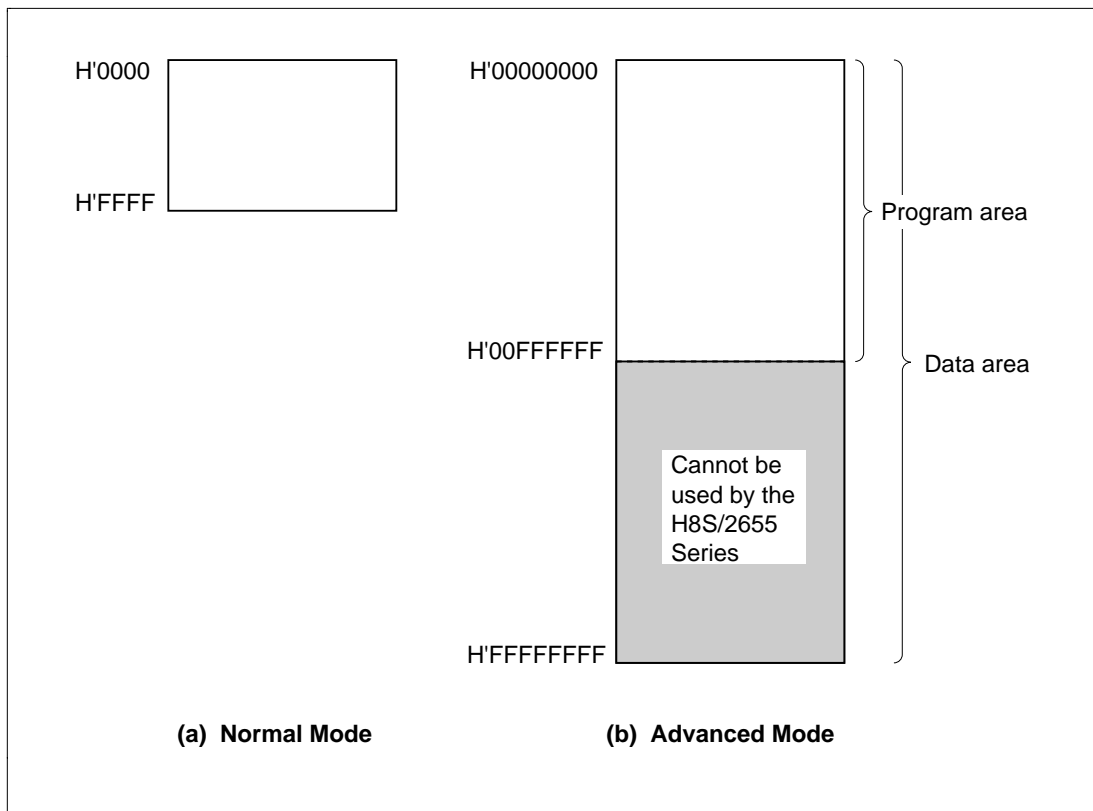 H'0000
H'FFFF
(a) Normal Mode
H'00000000
H'00FFFFFF
H'FFFFFFFF
Program area
Data area
Cannot be
used by the
H8S/2655
Series
(b) Advanced Mode